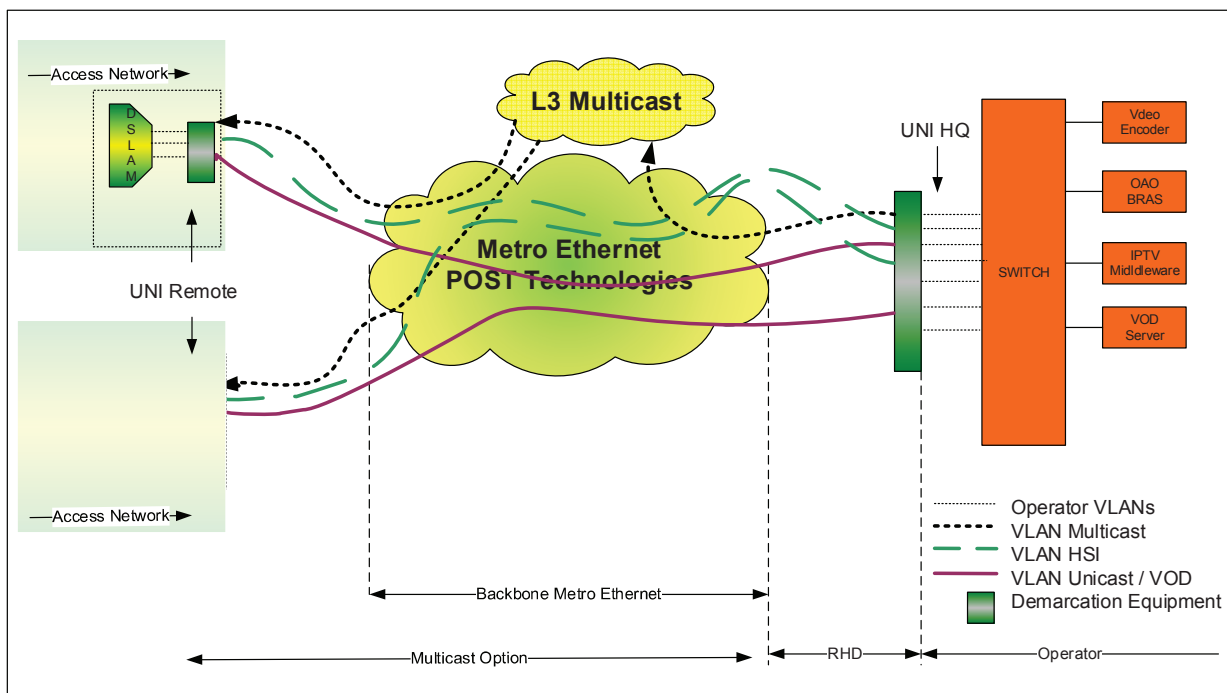 Access Network
L3 Multicast
DSLAM
UNI HQ
Vdeo
Encoder
OAO
BRAS
Metro Ethernet
POST Technologies
SWITCH
IPTV
MIddleware
VOD
Server
UNI Remote
Access Network
Operator VLANs
VLAN Multicast
VLAN HSI
VLAN Unicast / VOD
Demarcation Equipment
Backbone Metro Ethernet
Multicast Option
RHD
Operator